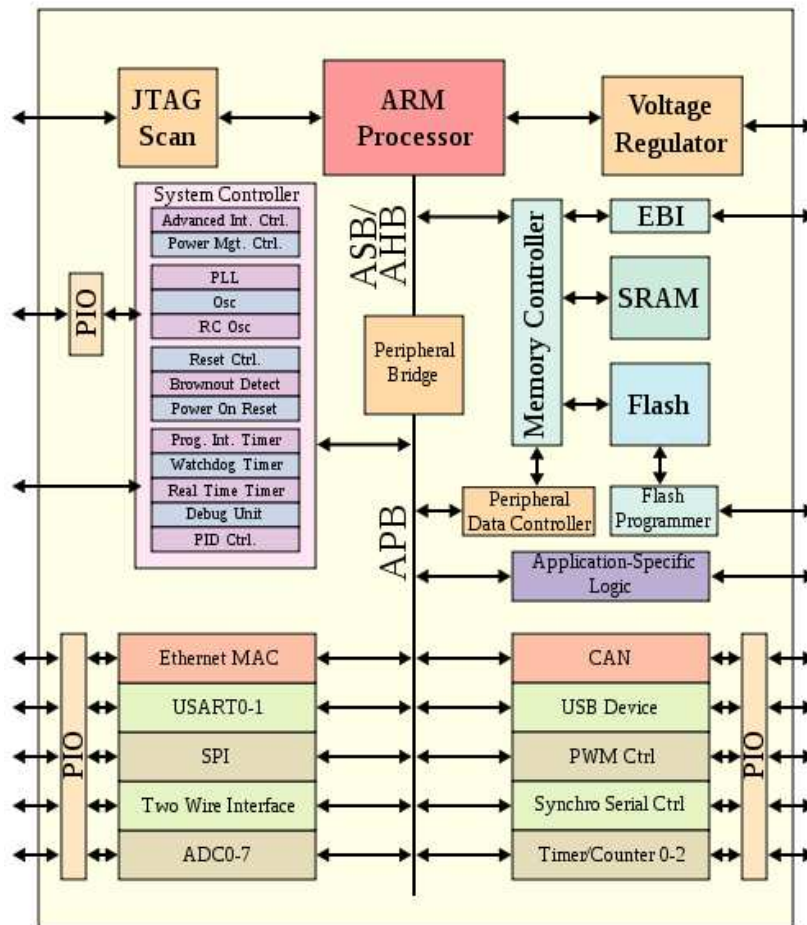 JTAG
Scan
ARM
Processor
Voltage
Regulator
System Controller
Advanced Int. Ctrl.
Power Mgt. Ctrl.
PLL
Osc
RC Osc
Reset Ctrl.
Brownout Detect
Power On Reset
Prog. Int. Timer
Watchdog Timer
Real Time Timer
Debug Unit
PID Ctrl.
PIO
ASB/
AHB
Peripheral
Bridge
APB
Memory Controller
EBI
SRAM
Flash
Peripheral
Data Controller
Flash
Programmer
Application-Specific
Logic
PIO
Ethernet MAC
USART0-1
SPI
Two Wire Interface
ADC0-7
CAN
USB Device
PWM Ctrl
Synchro Serial Ctrl
Timer/Counter 0-2
PIO